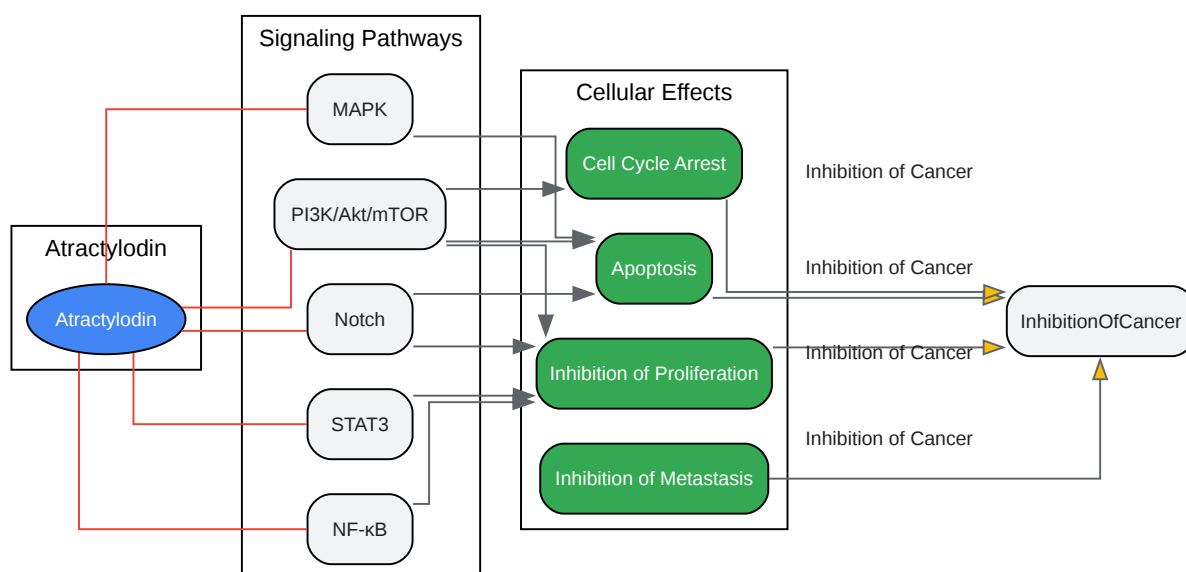 Signaling Pathways
MAPK
PI3K/Akt/mTOR
Notch
STAT3
NF-κB
Atractylodin
Atractylodin
Cellular Effects
Cell Cycle Arrest
Apoptosis
Inhibition of Proliferation
Inhibition of Metastasis
Inhibition of Cancer
Inhibition of Cancer
Inhibition of Cancer
Inhibition of Cancer
InhibitionOfCancer